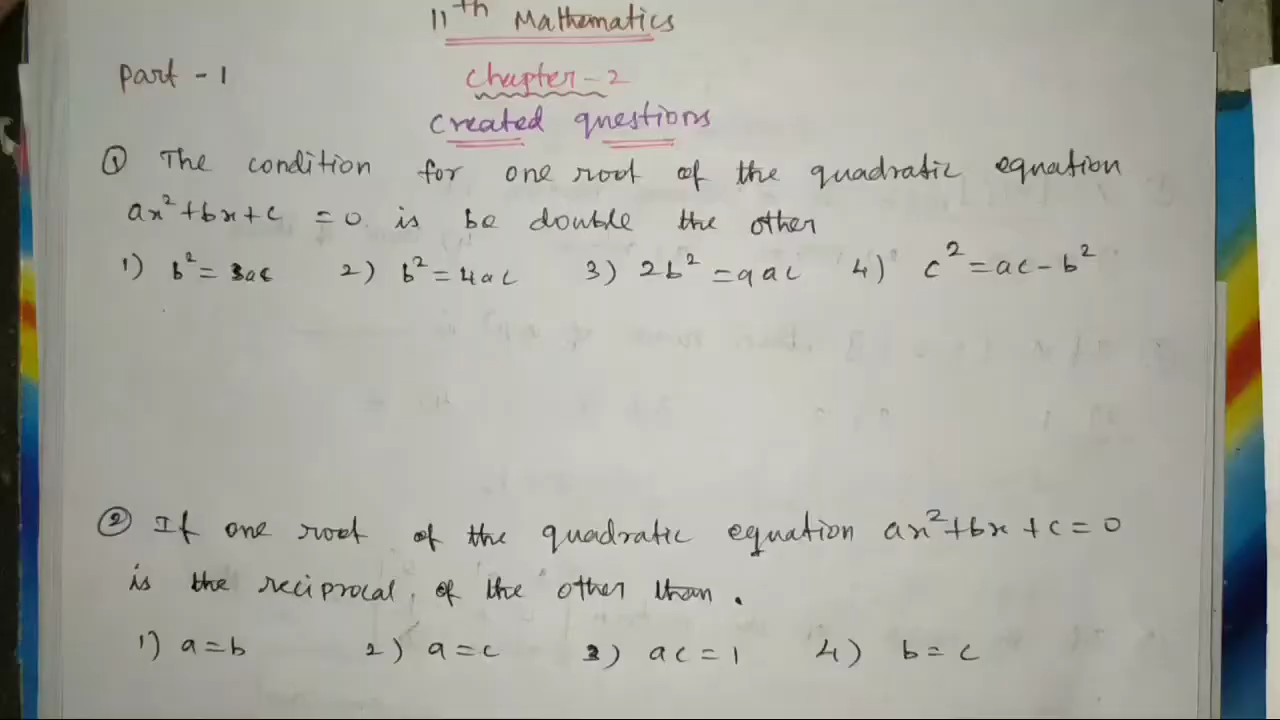 11th Mathematics
Part - 1
Chapter - 2
Created questions
① The condition for one root of the quadratic equation
ax²+bx+c = 0 is be double the other
1) b² = 3ac 2) b² = 4ac 3) 2b² = 9ac 4) c² = ac - b²
② If one root of the quadratic equation ax²+bx+c=0
is the reciprocal of the other than.
1) a=b 2) a=c 3) ac=1 4) b=c